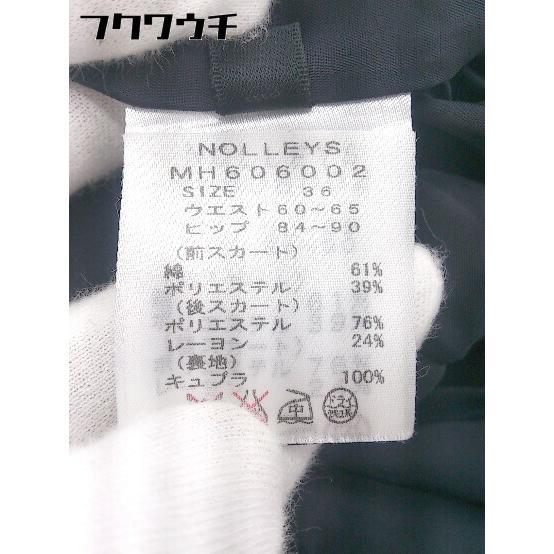 フクワウチ
NOLLEYS
MH606002
SIZE 36
ウエスト60～65
ヒップ 84～90
(前スカート)
綿 61%
ポリエステル 39%
(後スカート)
ポリエステル 76%
レーヨン 24%
(裏地)
キュプラ 100%
中